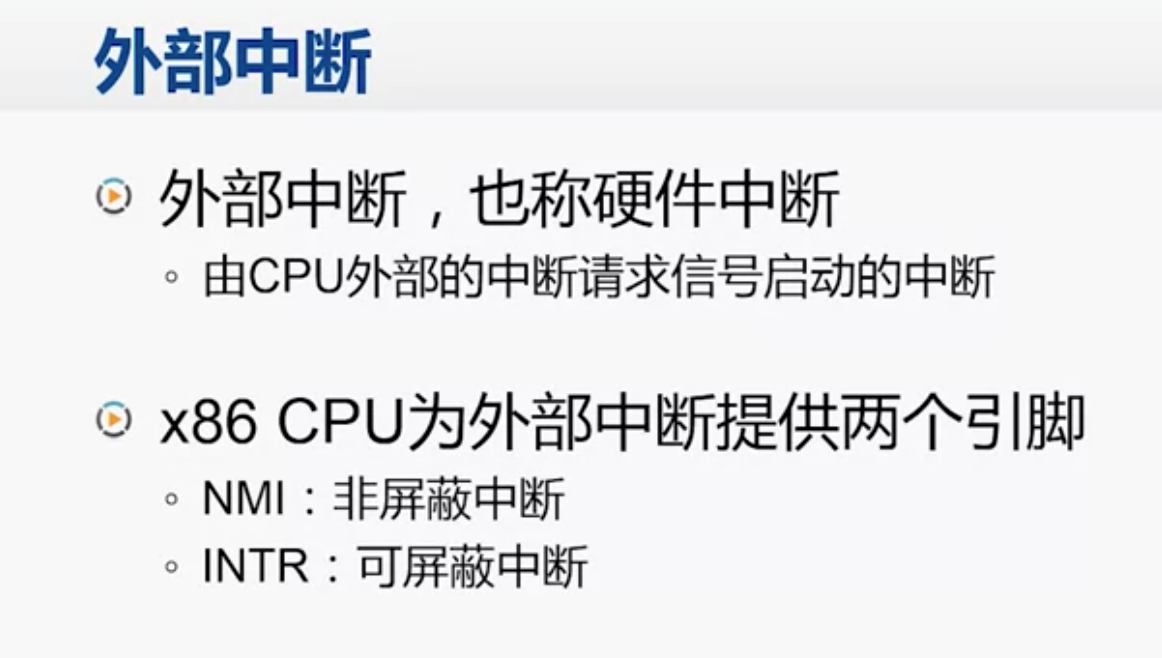 外部中断
外部中断，也称硬件中断
由CPU外部的中断请求信号启动的中断
x86 CPU为外部中断提供两个引脚
NMI：非屏蔽中断
INTR：可屏蔽中断